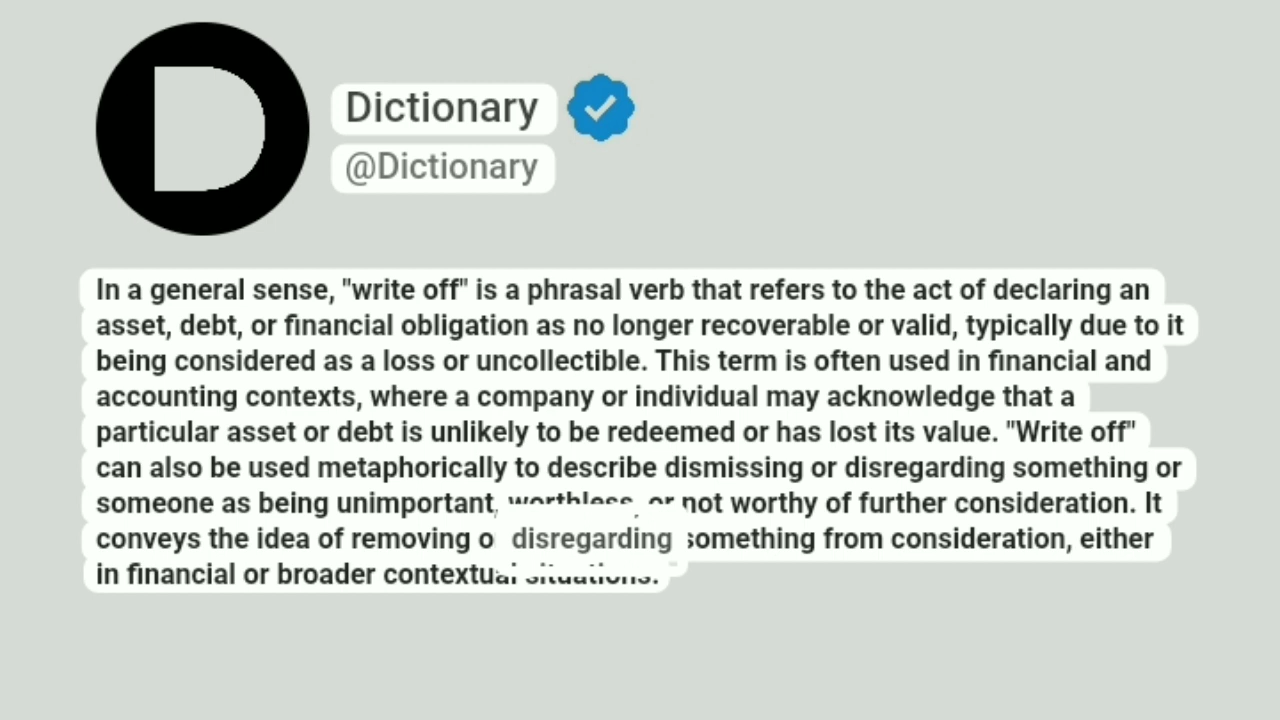 D
Dictionary
@Dictionary
In a general sense, "write off" is a phrasal verb that refers to the act of declaring an
asset, debt, or financial obligation as no longer recoverable or valid, typically due to it
being considered as a loss or uncollectible. This term is often used in financial and
accounting contexts, where a company or individual may acknowledge that a
particular asset or debt is unlikely to be redeemed or has lost its value. "Write off"
can also be used metaphorically to describe dismissing or disregarding something or
someone as being unimportant, worthless, or not worthy of further consideration. It
conveys the idea of removing disregarding something from consideration, either
in financial or broader contextual situations.